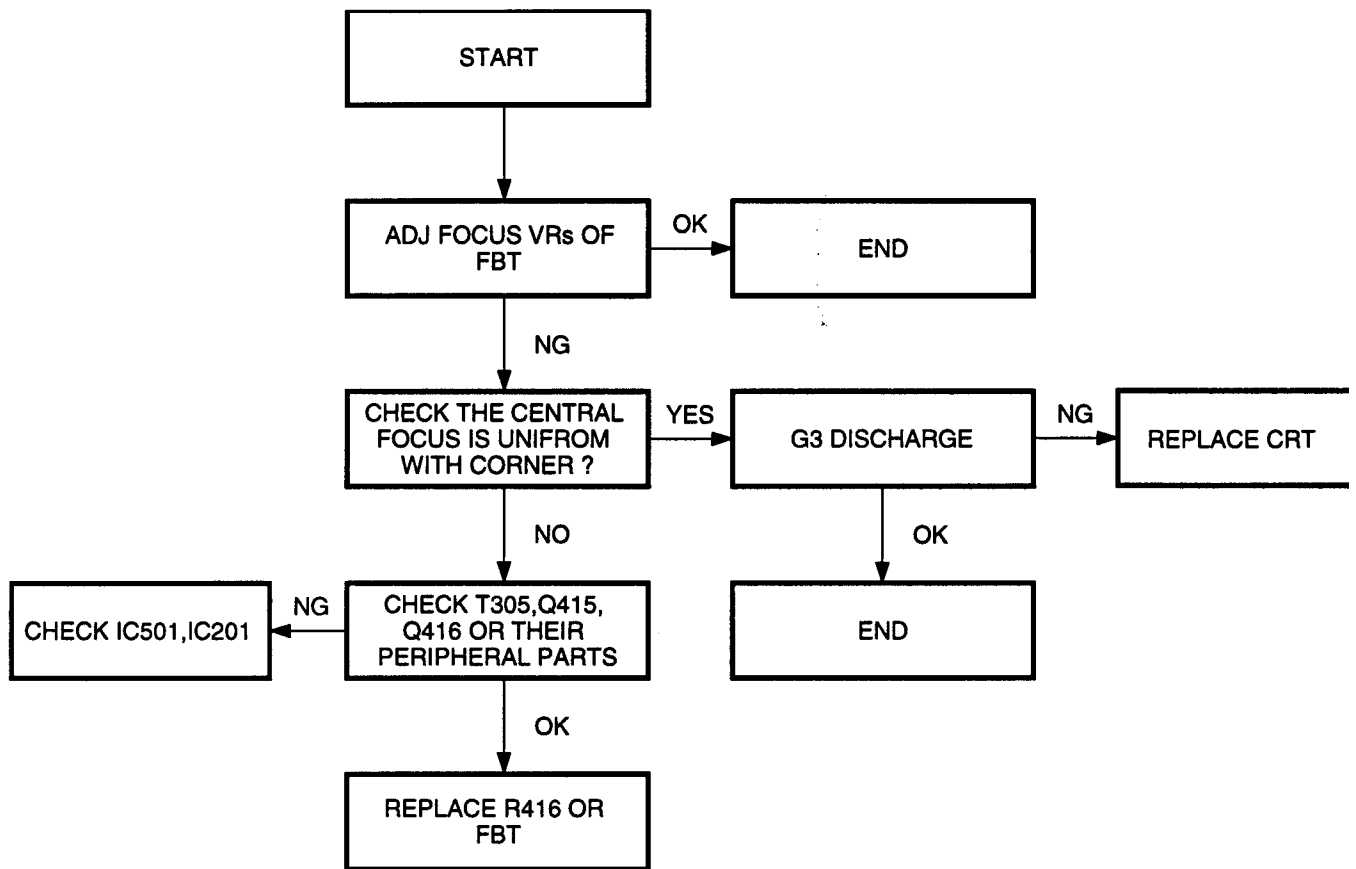 START
ADJ FOCUS VRs OF
FBT
OK
END
NG
CHECK THE CENTRAL
FOCUS IS UNIFROM
WITH CORNER ?
YES
G3 DISCHARGE
NG
REPLACE CRT
NO
OK
CHECK IC501,IC201
NG
CHECK T305,Q415,
Q416 OR THEIR
PERIPHERAL PARTS
END
OK
REPLACE R416 OR
FBT